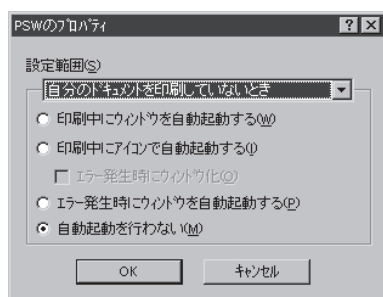 PSWのプロパティ
設定範囲(S)
自分のドキュメントを印刷していないとき
印刷中にウィンドウを自動起動する(W)
印刷中にアイコンで自動起動する(I)
エラー発生時にウィンドウ化(O)
エラー発生時にウィンドウを自動起動する(P)
自動起動を行わない(M)
OK
キャンセル